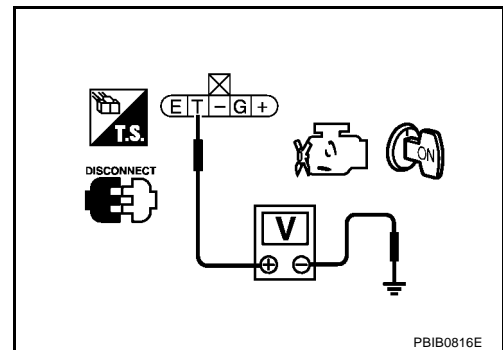 E T – G +
T.S.
DISCONNECT
ON
V
+ –
PBIB0816E